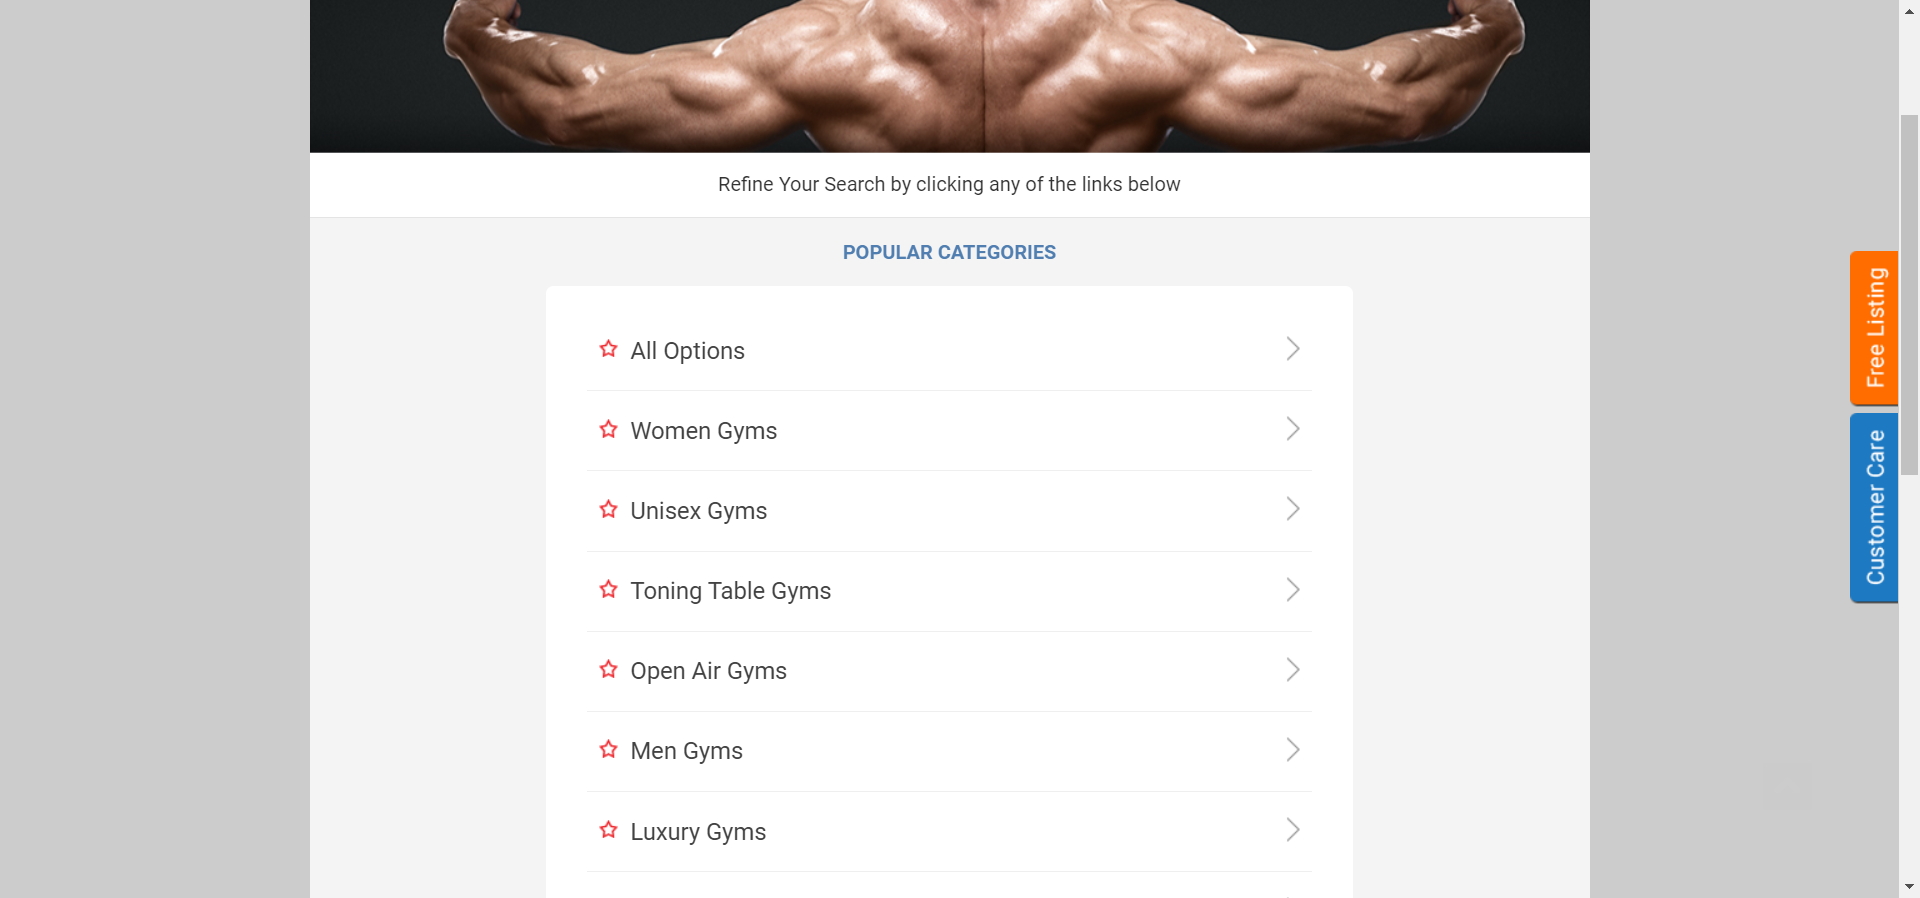 Refine Your Search by clicking any of the links below
POPULAR CATEGORIES
All Options
Women Gyms
Unisex Gyms
Toning Table Gyms
Open Air Gyms
Men Gyms
Luxury Gyms
Free Listing
Customer Care